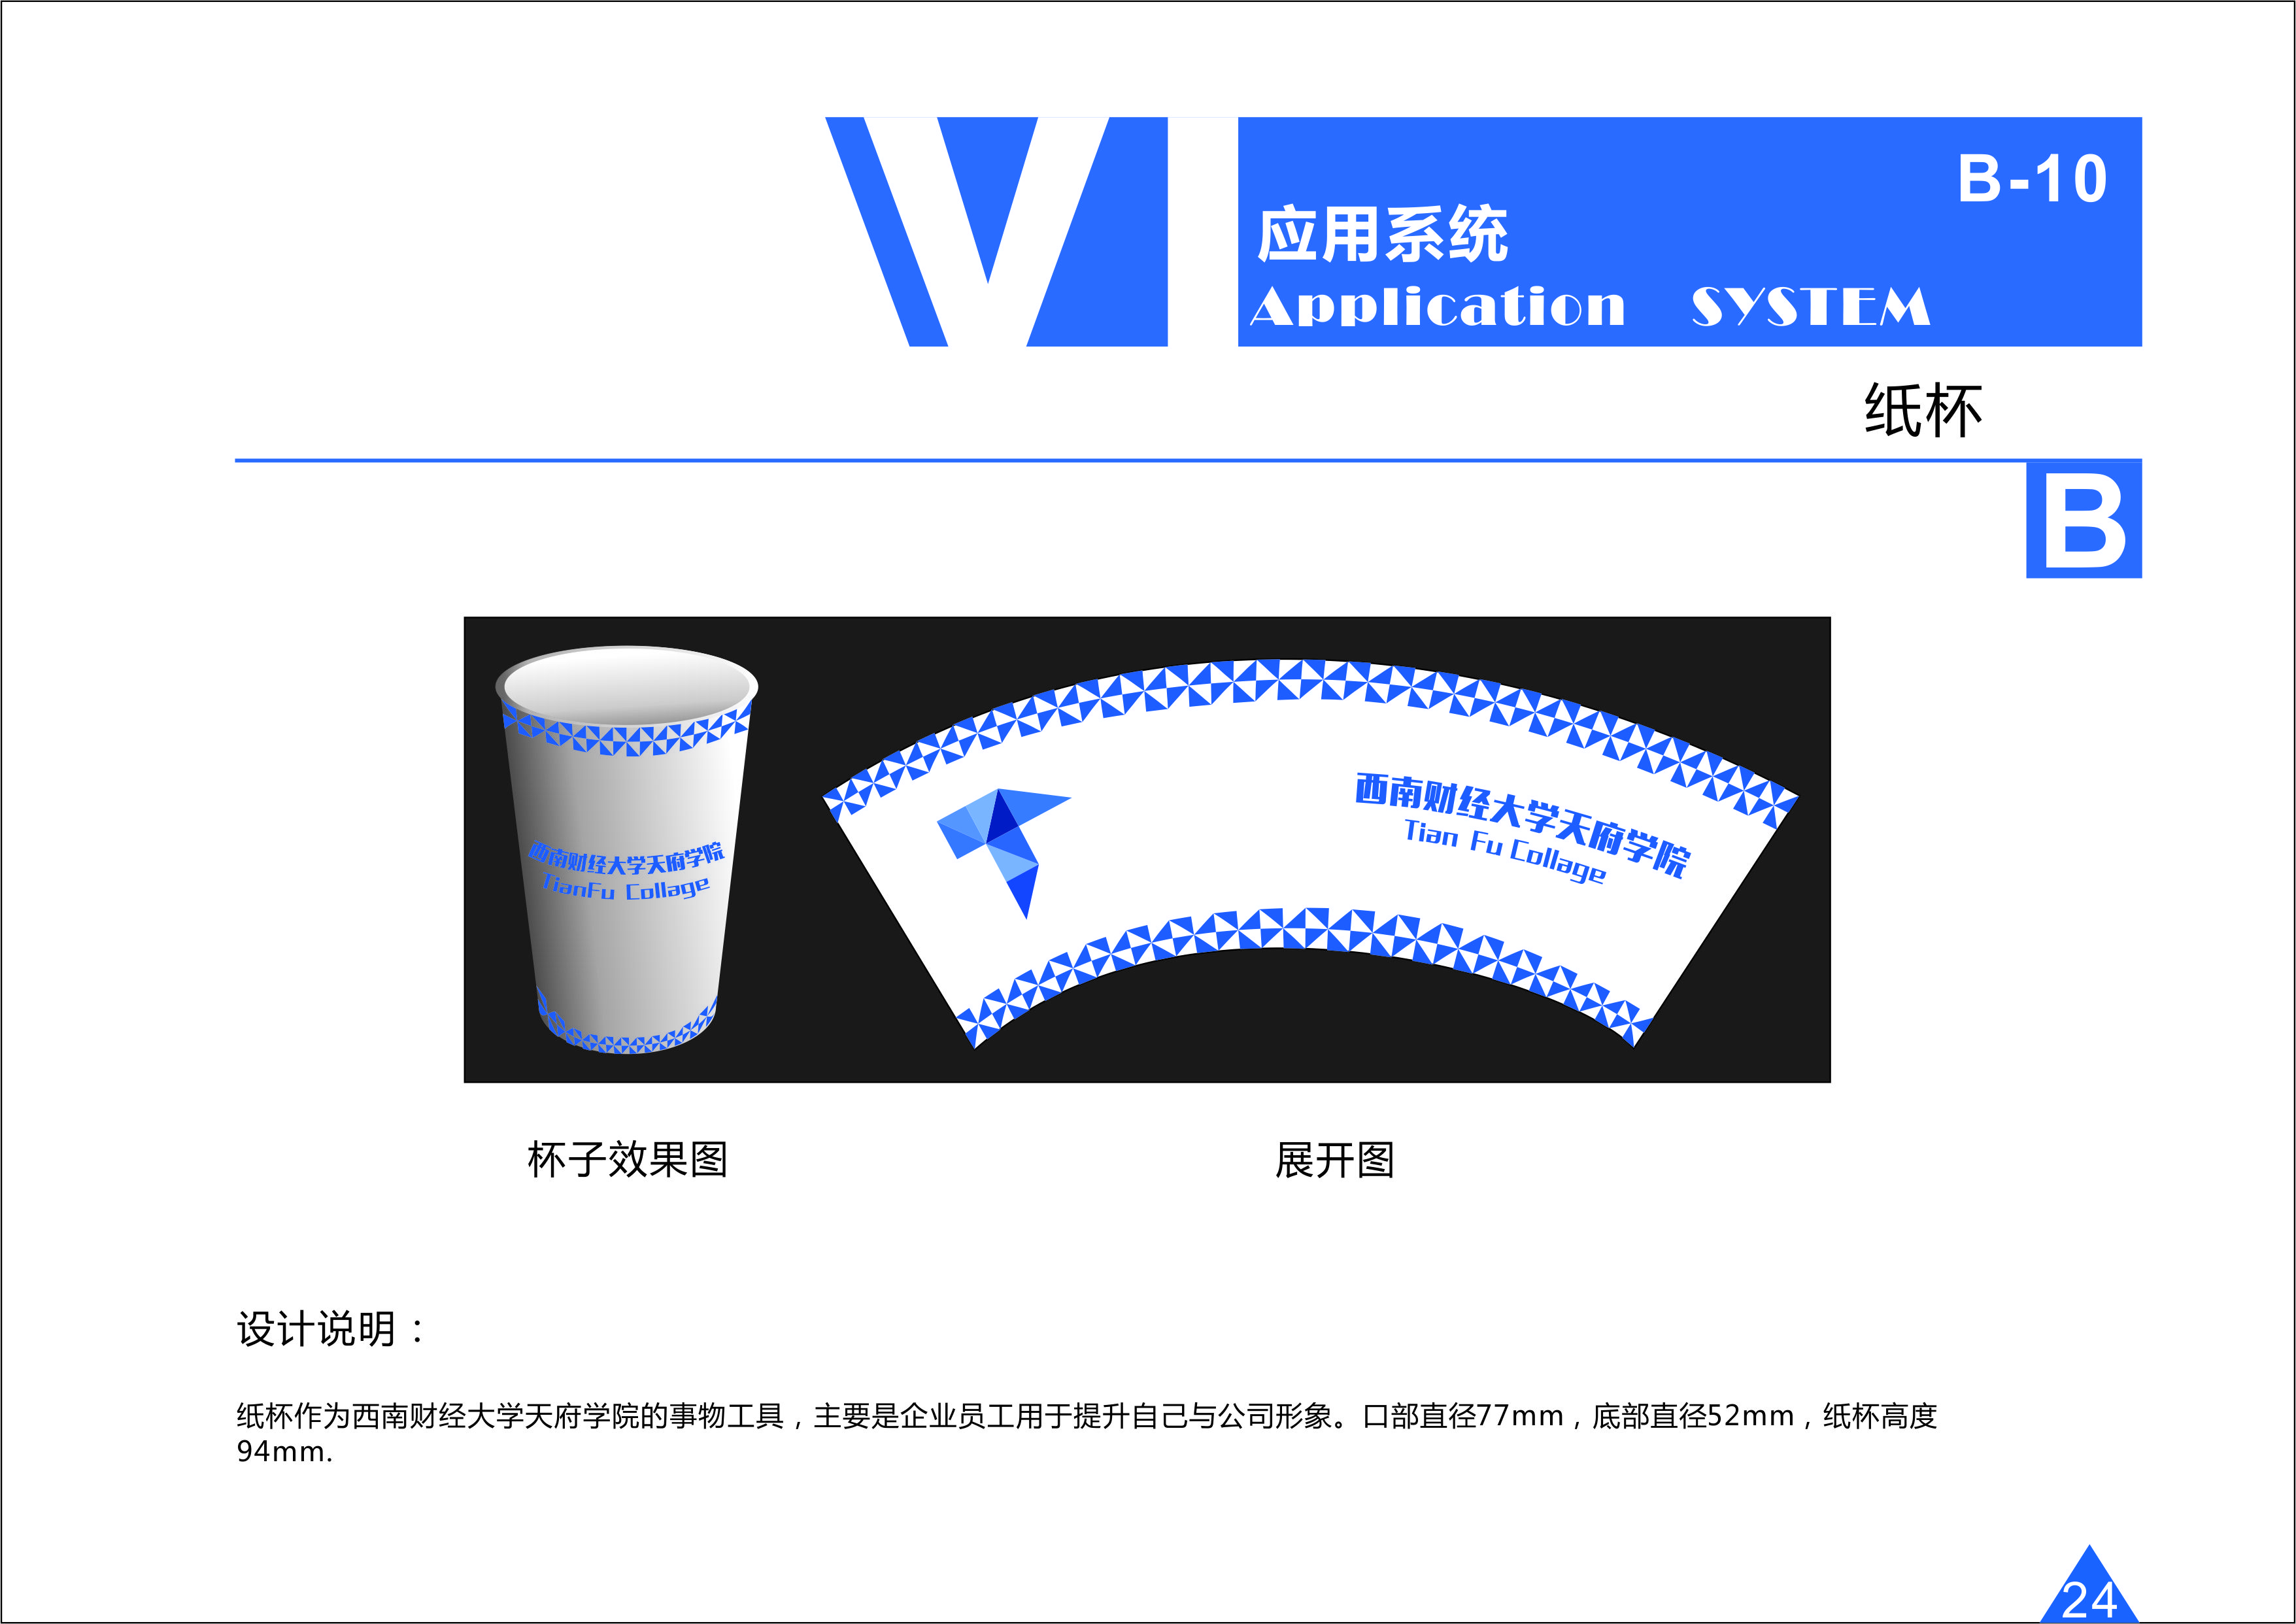 VI
B-10
应用系统
Application SYSTEM
纸杯
B
西南财经大学天府学院
TianFu Collage
西南财经大学天府学院
Tian Fu Collage
杯子效果图
展开图
设计说明：
纸杯作为西南财经大学天府学院的事物工具，主要是企业员工用于提升自己与公司形象。口部直径77mm，底部直径52mm，纸杯高度
94mm.
24